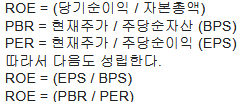 ROE = (당기순이익 / 자본총액)
PBR = 현재주가 / 주당순자산 (BPS)
PER = 현재주가 / 주당순이익 (EPS)
따라서 다음도 성립한다.
ROE = (EPS / BPS)
ROE = (PBR / PER)